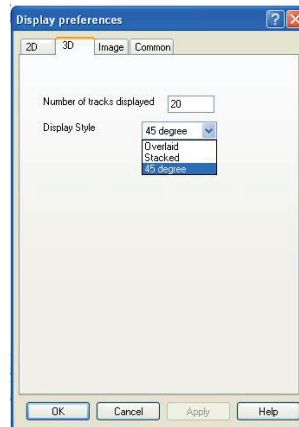 Display preferences
2D 3D Image Common
Number of tracks displayed 20
Display Style 45 degree
Overlaid
Stacked
45 degree
OK Cancel Apply Help